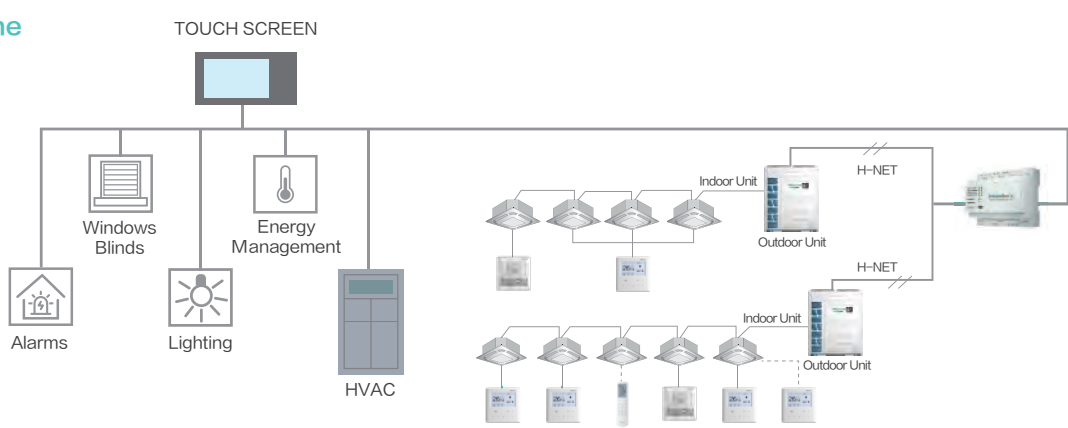 ne
TOUCH SCREEN
H-NET
Indoor Unit
Windows
Blinds
Energy
Management
Outdoor Unit
H-NET
Indoor Unit
Alarms
Lighting
Outdoor Unit
HVAC